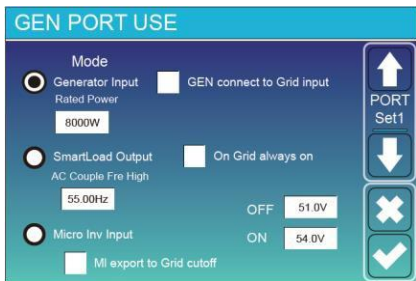 GEN PORT USE
Mode
Generator Input
GEN connect to Grid input
Rated Power
8000W
PORT
Set1
SmartLoad Output
On Grid always on
AC Couple Fre High
55.00Hz
OFF 51.0V
Micro Inv Input
ON 54.0V
MI export to Grid cutoff